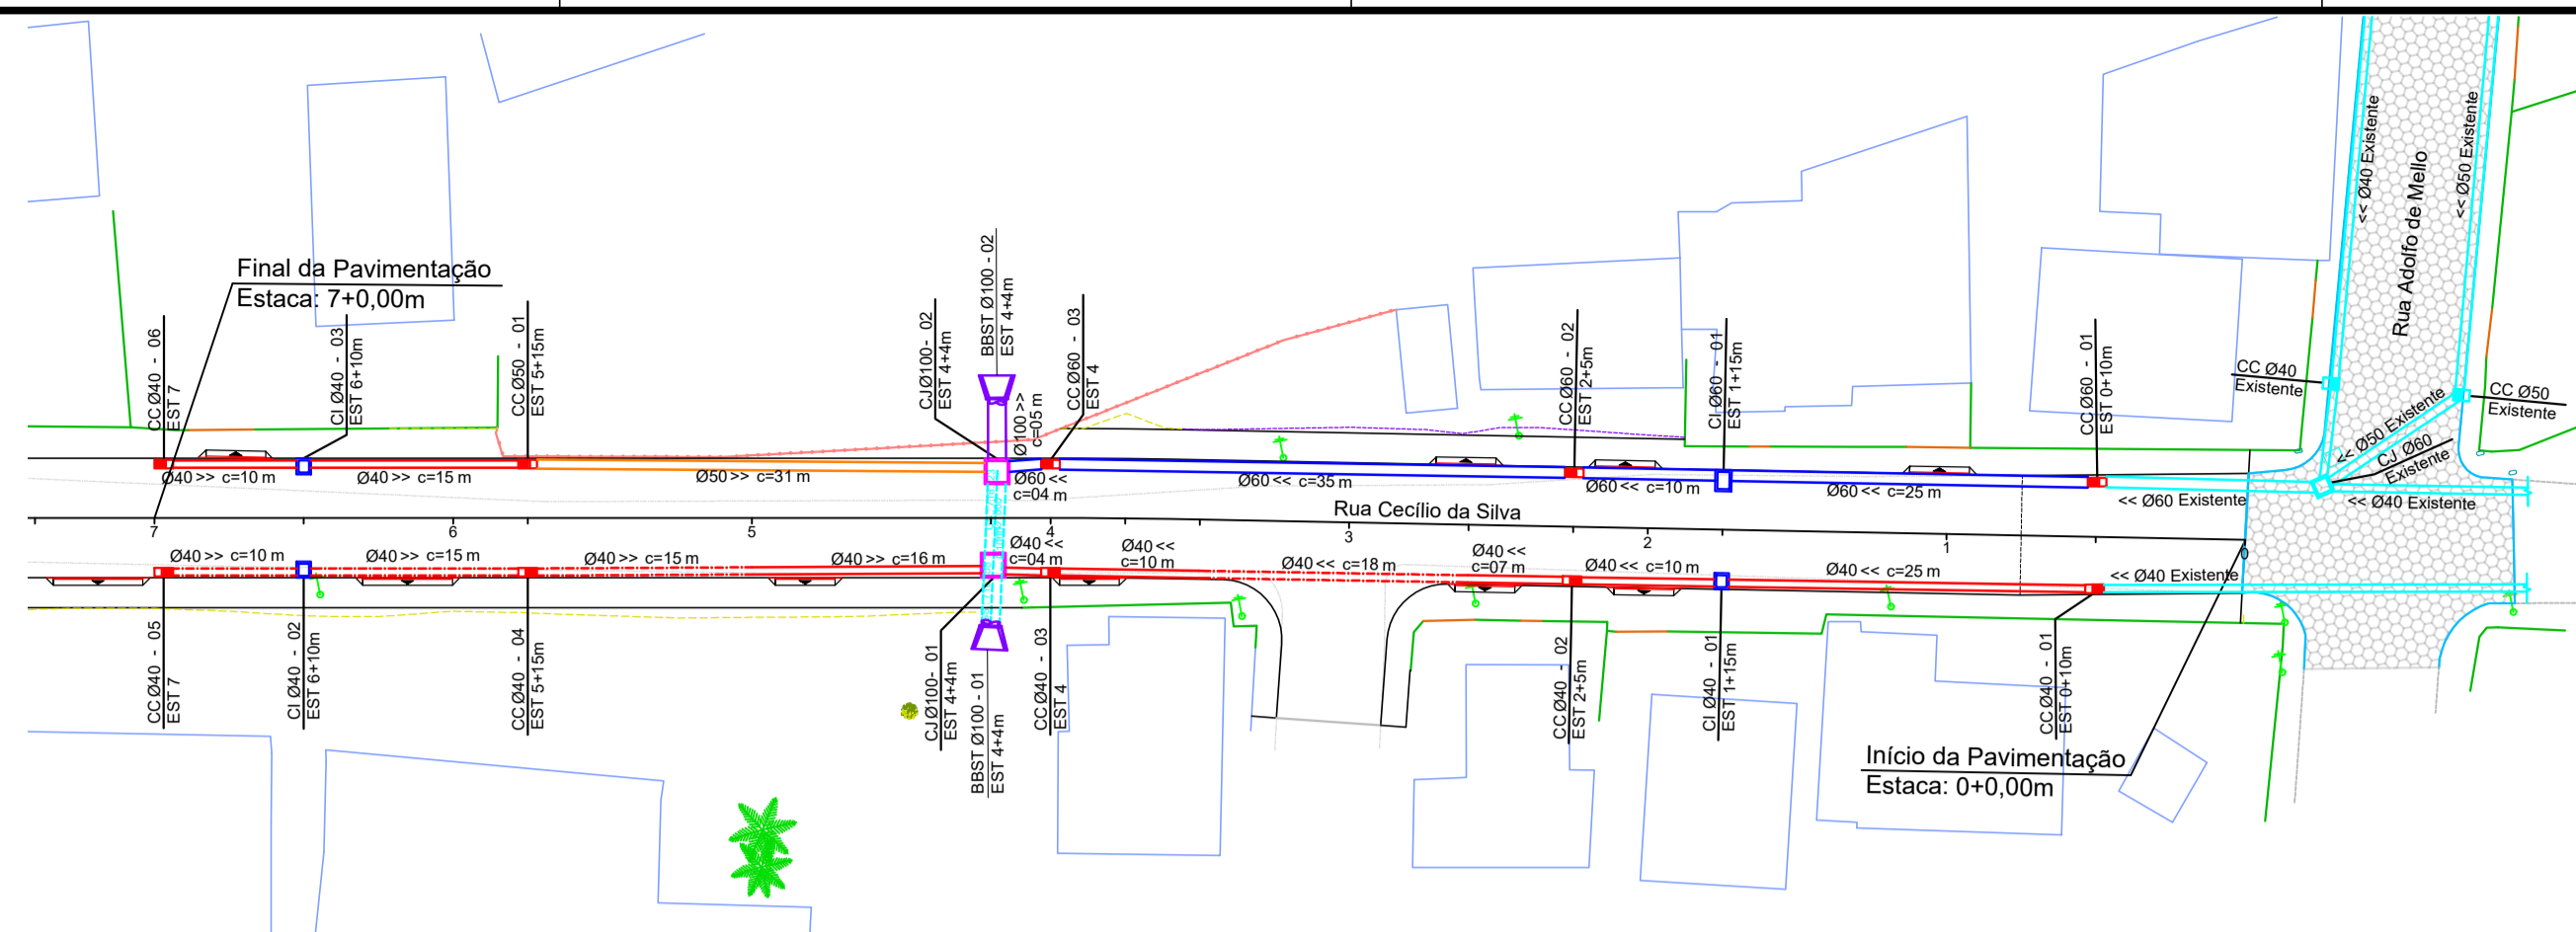 Final da Pavimentação
Estaca: 7+0,00m
CC Ø40 - 06
EST 7
CI Ø40 - 03
EST 6+10m
CC Ø50 - 01
EST 5+15m
CJ Ø100- 02
EST 4+4m
BBST Ø100 - 02
EST 4+4m
Ø100 >>
c=05 m
CC Ø60 - 03
EST 4
CC Ø60 - 02
EST 2+5m
CI Ø60 - 01
EST 1+15m
CC Ø60 - 01
EST 0+10m
<< Ø40 Existente
Rua Adolfo de Mello
<< Ø50 Existente
CC Ø40
Existente
CC Ø50
Existente
<< Ø50 Existente
CJ Ø60
Existente
Ø40 >> c=10 m
Ø40 >> c=15 m
Ø50 >> c=31 m
Ø60 <<
c=04 m
Ø60 << c=35 m
Ø60 << c=10 m
Ø60 << c=25 m
<< Ø60 Existente
<< Ø40 Existente
Rua Cecílio da Silva
7
6
5
4
3
2
1
0
Ø40 >> c=10 m
Ø40 >> c=15 m
Ø40 >> c=15 m
Ø40 >> c=16 m
Ø40 <<
c=04 m
Ø40 <<
c=10 m
Ø40 << c=18 m
Ø40 <<
c=07 m
Ø40 << c=10 m
Ø40 << c=25 m
<< Ø40 Existente
CC Ø40 - 05
EST 7
CI Ø40 - 02
EST 6+10m
CC Ø40 - 04
EST 5+15m
CJ Ø100- 01
EST 4+4m
BBST Ø100 - 01
EST 4+4m
CC Ø40 - 03
EST 4
CC Ø40 - 02
EST 2+5m
CI Ø40 - 01
EST 1+15m
CC Ø40 - 01
EST 0+10m
Início da Pavimentação
Estaca: 0+0,00m